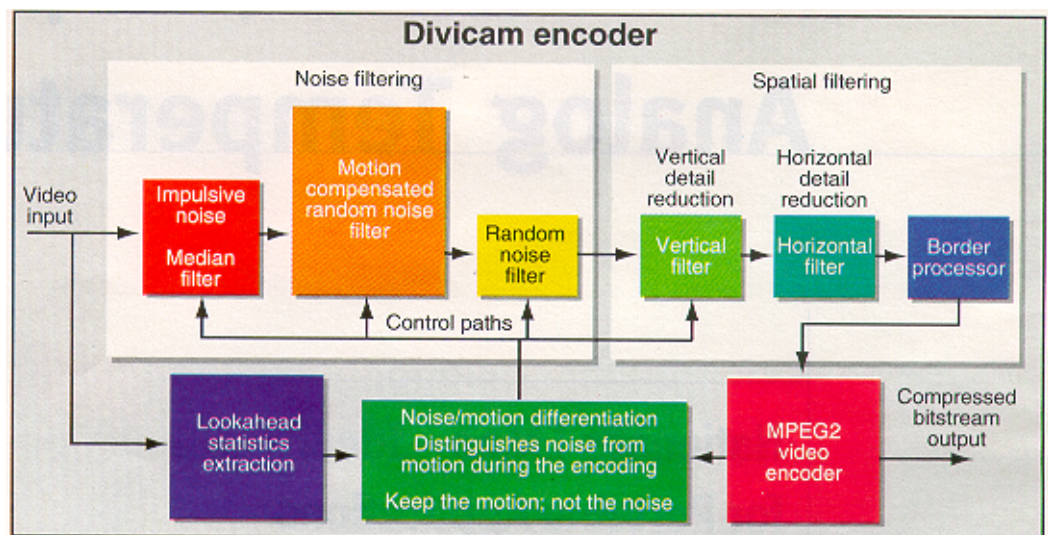 Divicam encoder
Noise filtering
Spatial filtering
Video
input
Impulsive
noise
Median
filter
Motion
compensated
random noise
filter
Random
noise
filter
Vertical
detail
reduction
Vertical
filter
Horizontal
detail
reduction
Horizontal
filter
Border
processor
Control paths
Lookahead
statistics
extraction
Noise/motion differentiation
Distinguishes noise from
motion during the encoding
Keep the motion; not the noise
MPEG2
video
encoder
Compressed
bitstream
output